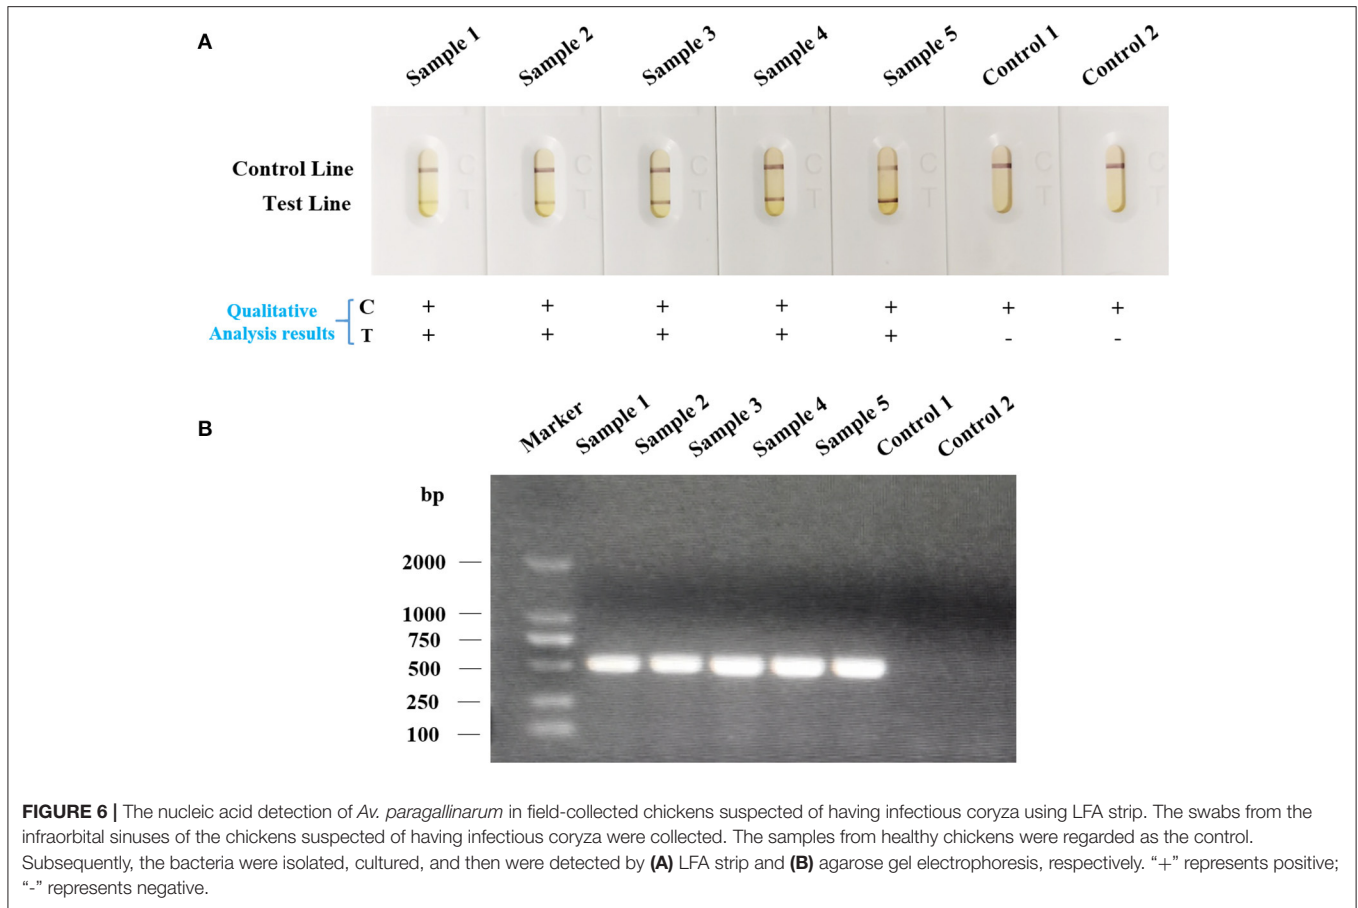 A
Sample 1
Sample 2
Sample 3
Sample 4
Sample 5
Control 1
Control 2
Control Line
C C C C C C C
Test Line
T T T T T T T
Qualitative
Analysis results
C + + + + + + +
T + + + + + - -
B
Marker
Sample 1
Sample 2
Sample 3
Sample 4
Sample 5
Control 1
Control 2
bp
2000
1000
750
500
250
100
FIGURE 6 | The nucleic acid detection of Av. paragallinarum in field-collected chickens suspected of having infectious coryza using LFA strip. The swabs from the
infraorbital sinuses of the chickens suspected of having infectious coryza were collected. The samples from healthy chickens were regarded as the control.
Subsequently, the bacteria were isolated, cultured, and then were detected by (A) LFA strip and (B) agarose gel electrophoresis, respectively. “+” represents positive;
“-” represents negative.